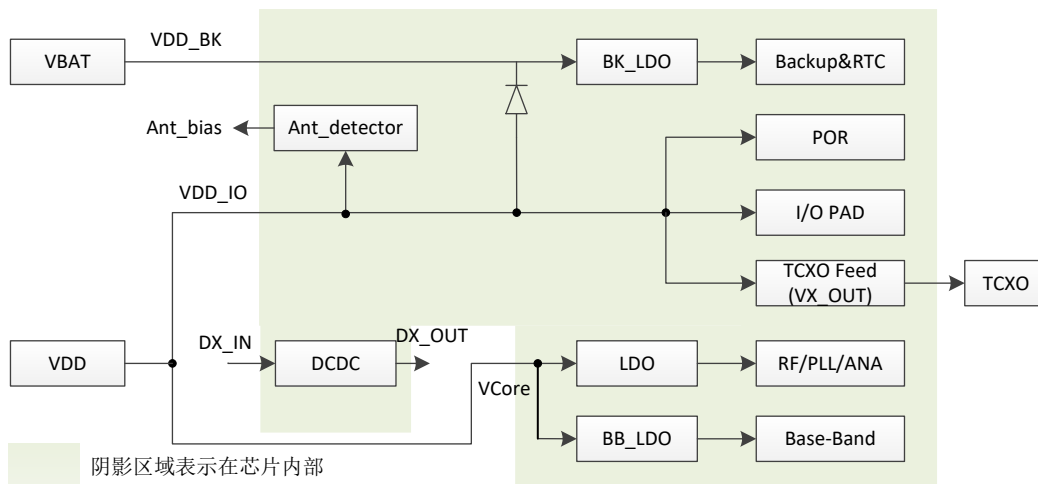 VDD_BK
VBAT
BK_LDO
Backup&RTC
Ant_bias
Ant_detector
POR
VDD_IO
I/O PAD
TCXO Feed
(VX_OUT)
TCXO
DX_IN
DX_OUT
VDD
DCDC
LDO
RF/PLL/ANA
VCore
BB_LDO
Base-Band
阴影区域表示在芯片内部